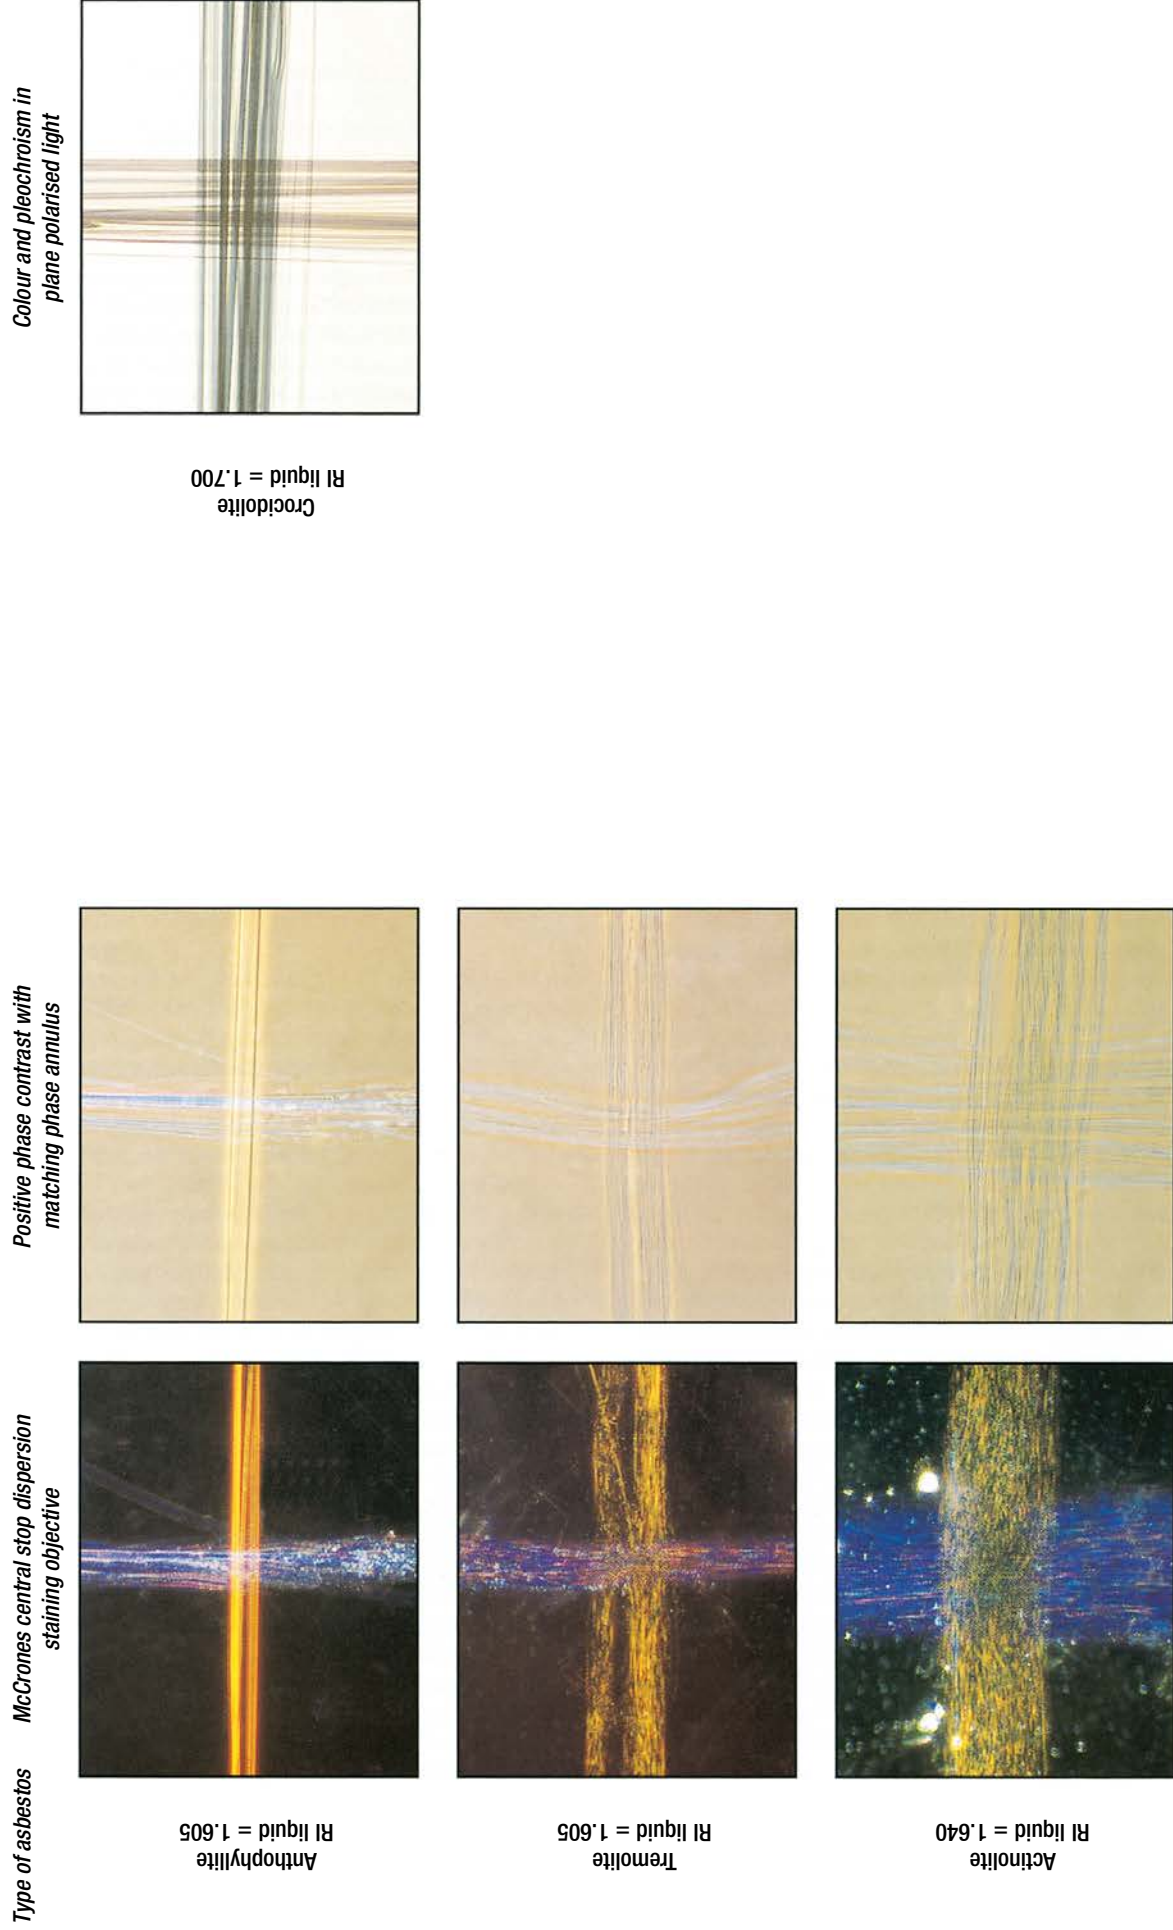 Type of asbestos
McCrones central stop dispersion
staining objective
Positive phase contrast with
matching phase annulus
Colour and pleochroism in
plane polarised light
Anthophyllite
RI liquid = 1.605
Tremolite
RI liquid = 1.605
Actinolite
RI liquid = 1.640
Crocidolite
RI liquid = 1.700